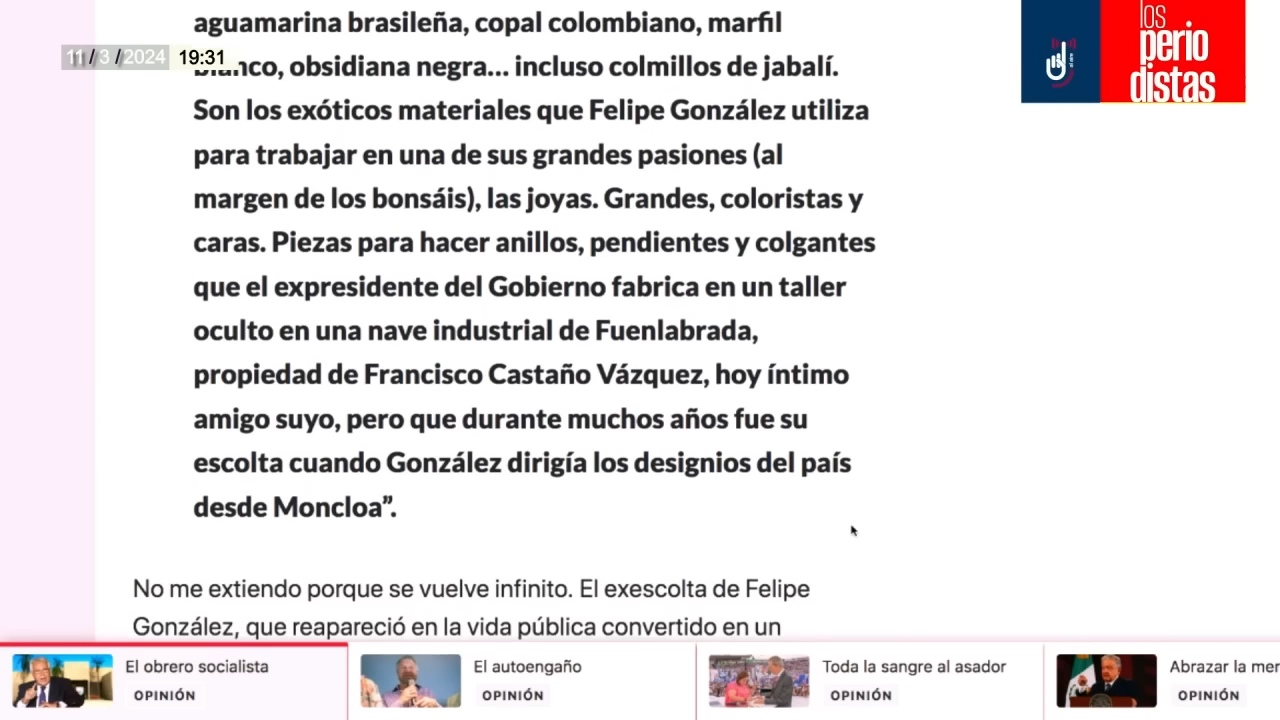 aguamarina brasileña, copal colombiano, marfil
11/3/2024 19:31
blanco, obsidiana negra... incluso colmillos de jabalí.
Son los exóticos materiales que Felipe González utiliza
para trabajar en una de sus grandes pasiones (al
margen de los bonsáis), las joyas. Grandes, coloristas y
caras. Piezas para hacer anillos, pendientes y colgantes
que el expresidente del Gobierno fabrica en un taller
oculto en una nave industrial de Fuenlabrada,
propiedad de Francisco Castaño Vázquez, hoy íntimo
amigo suyo, pero que durante muchos años fue su
escolta cuando González dirigía los designios del país
desde Moncloa”.
No me extiendo porque se vuelve infinito. El exescolta de Felipe
González, que reapareció en la vida pública convertido en un
los
perio
distas
El obrero socialista
OPINIÓN
El autoengaño
OPINIÓN
Toda la sangre al asador
OPINIÓN
Abrazar la mer
OPINIÓN